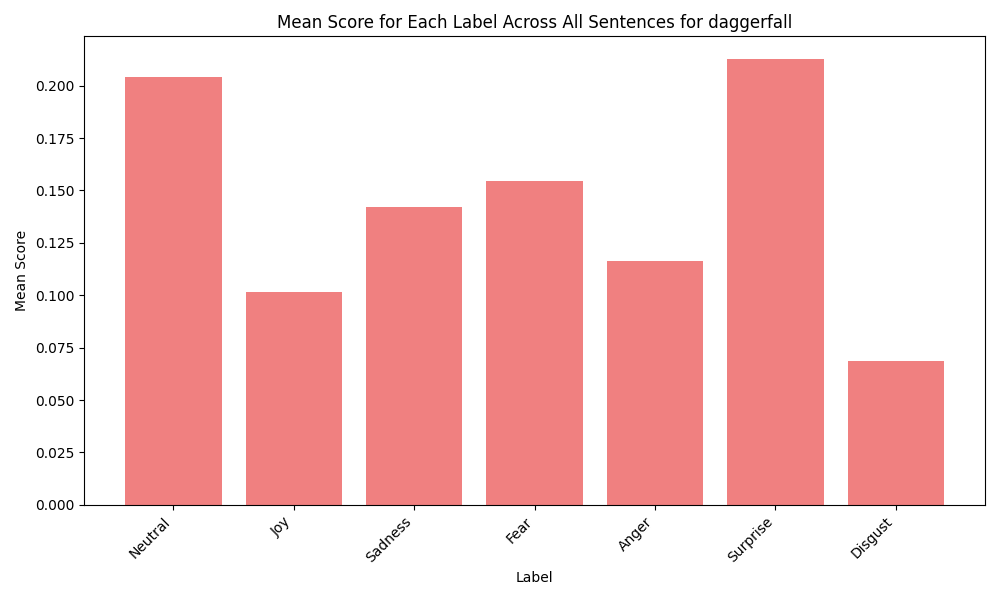 Mean Score for Each Label Across All Sentences for daggerfall
Mean Score
0.200
0.175
0.150
0.125
0.100
0.075
0.050
0.025
0.000
Neutral
Joy
Sadness
Fear
Anger
Surprise
Disgust
Label